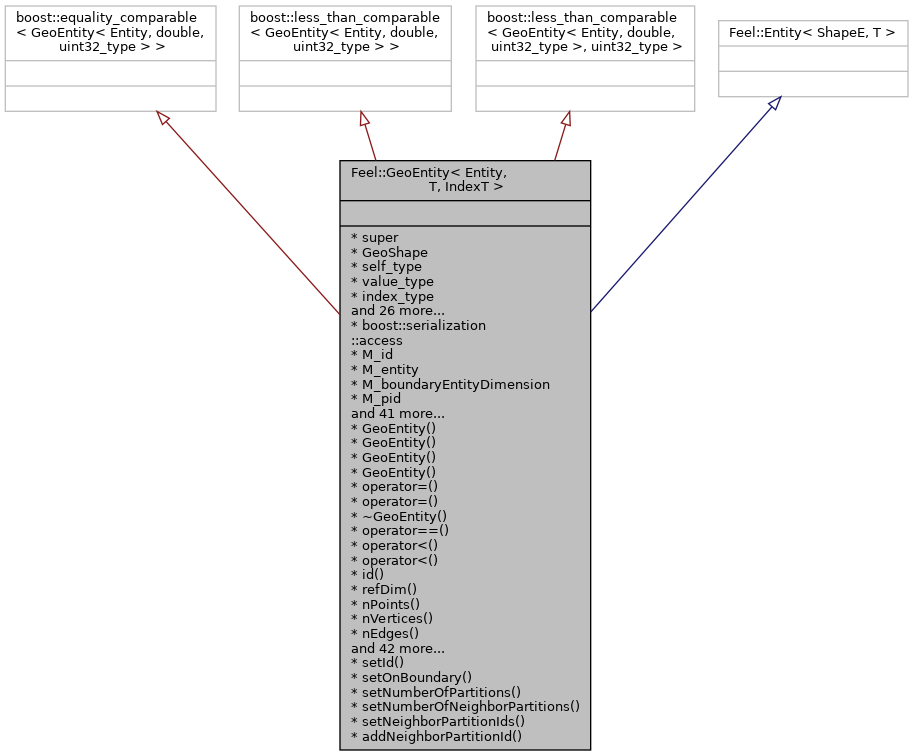 boost::equality_comparable
< GeoEntity< Entity, double,
uint32_type > >
boost::less_than_comparable
< GeoEntity< Entity, double,
uint32_type > >
boost::less_than_comparable
< GeoEntity< Entity, double,
uint32_type >, uint32_type >
Feel::Entity< ShapeE, T >
Feel::GeoEntity< Entity,
T, IndexT >
* super
* GeoShape
* self_type
* value_type
* index_type
and 26 more...
* boost::serialization
::access
* M_id
* M_entity
* M_boundaryEntityDimension
* M_pid
and 41 more...
* GeoEntity()
* GeoEntity()
* GeoEntity()
* GeoEntity()
* operator=()
* operator=()
* ~GeoEntity()
* operator==()
* operator<()
* operator<()
* id()
* refDim()
* nPoints()
* nVertices()
* nEdges()
and 42 more...
* setId()
* setOnBoundary()
* setNumberOfPartitions()
* setNumberOfNeighborPartitions()
* setNeighborPartitionIds()
* addNeighborPartitionId()